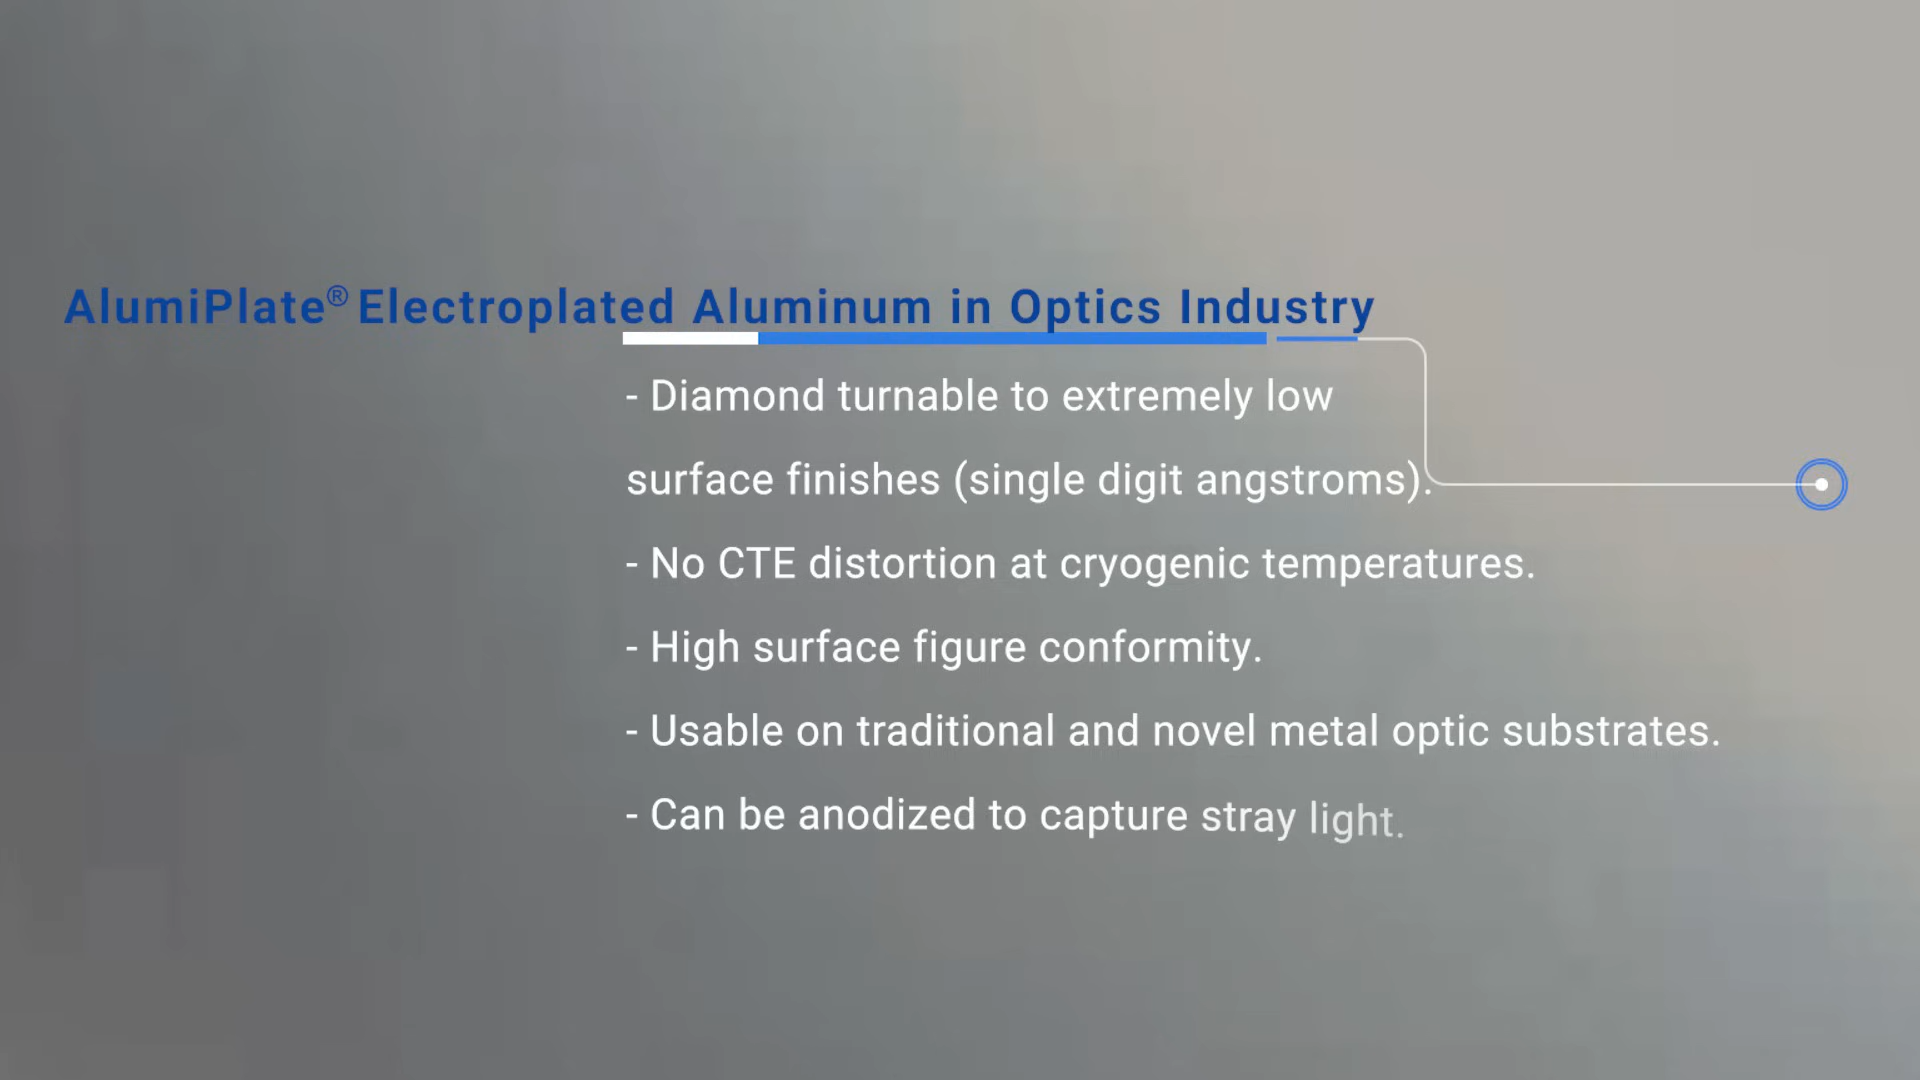 AlumiPlate® Electroplated Aluminum in Optics Industry
- Diamond turnable to extremely low
surface finishes (single digit angstroms).
- No CTE distortion at cryogenic temperatures.
- High surface figure conformity.
- Usable on traditional and novel metal optic substrates.
- Can be anodized to capture stray light.